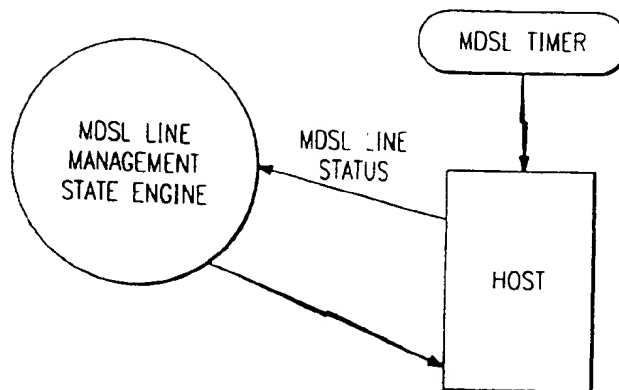 MDSL TIMER
MDSL LINE
MANAGEMENT
STATE ENGINE
MDSL LINE
STATUS
HOST